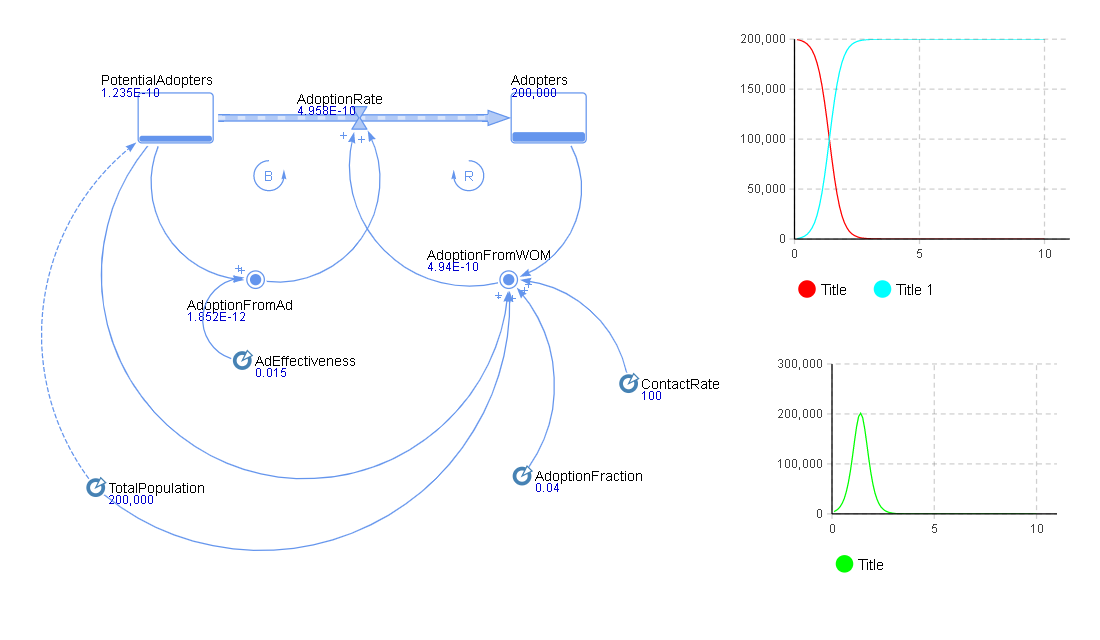 PotentialAdopters
1.235E-10
AdoptionRate
4.958E-10
Adopters
200,000
+
+
B
R
AdoptionFromWOM
4.94E-10
+
+
AdoptionFromAd
1.852E-12
+
+
+
+
AdEffectiveness
0.015
ContactRate
100
AdoptionFraction
0.04
TotalPopulation
200,000
200,000
150,000
100,000
50,000
0
0
5
10
Title
Title 1
300,000
200,000
100,000
0
0
5
10
Title